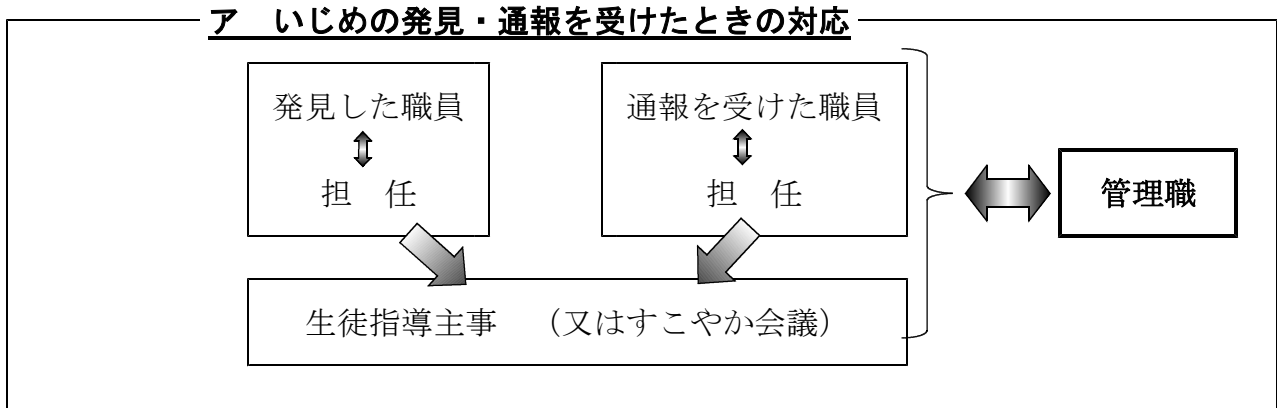 ア　いじめの発見・通報を受けたときの対応
発見した職員
担　任
通報を受けた職員
担　任
管理職
生徒指導主事　（又はすこやか会議）